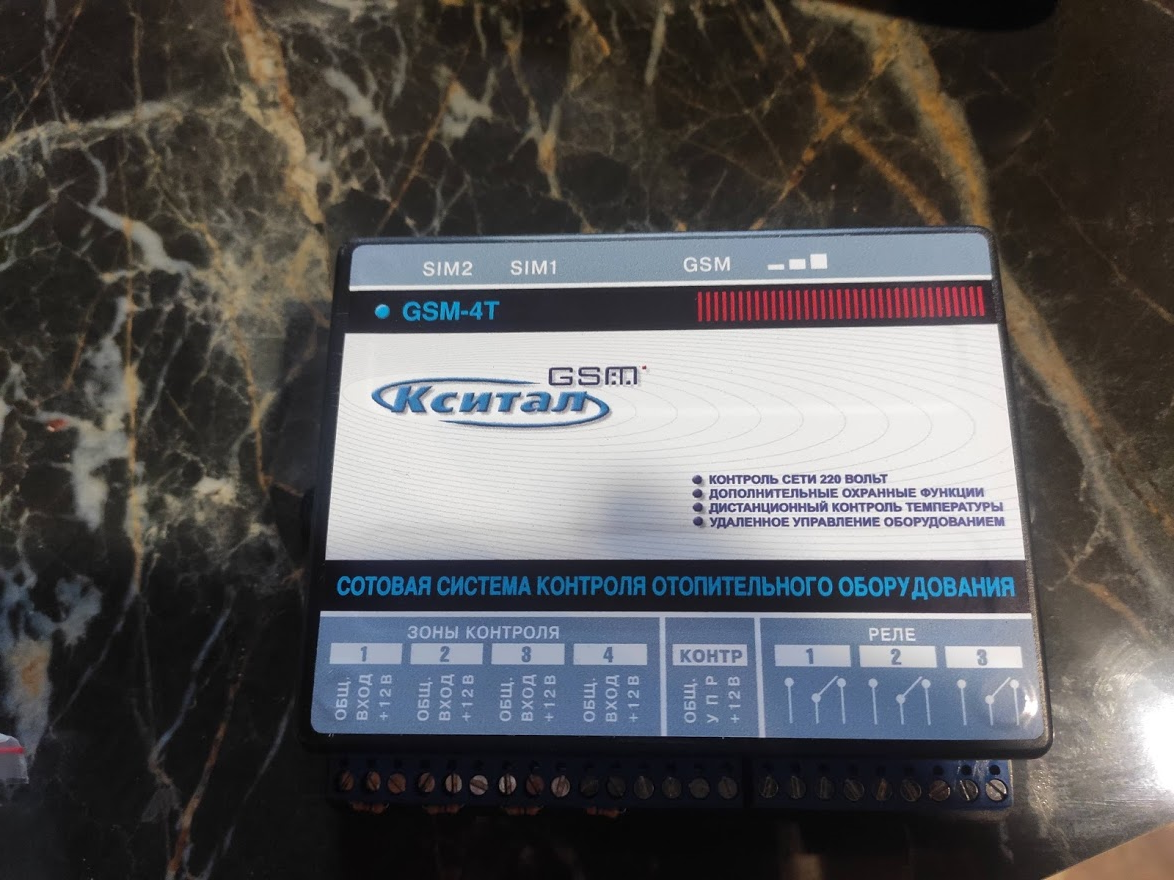 SIM2 SIM1 GSM
GSM-4T
GSM
Кситал
КОНТРОЛЬ СЕТИ 220 ВОЛЬТ
ДОПОЛНИТЕЛЬНЫЕ ОХРАННЫЕ ФУНКЦИИ
ДИСТАНЦИОННЫЙ КОНТРОЛЬ ТЕМПЕРАТУРЫ
УДАЛЕННОЕ УПРАВЛЕНИЕ ОБОРУДОВАНИЕМ
СОТОВАЯ СИСТЕМА КОНТРОЛЯ ОТОПИТЕЛЬНОГО ОБОРУДОВАНИЯ
ЗОНЫ КОНТРОЛЯ РЕЛЕ
1 2 3 4 КОНТР 1 2 3
ОБЩ. ВХОД +12В ОБЩ. ВХОД +12В ОБЩ. ВХОД +12В ОБЩ. ВХОД +12В ОБЩ. УПР +12В